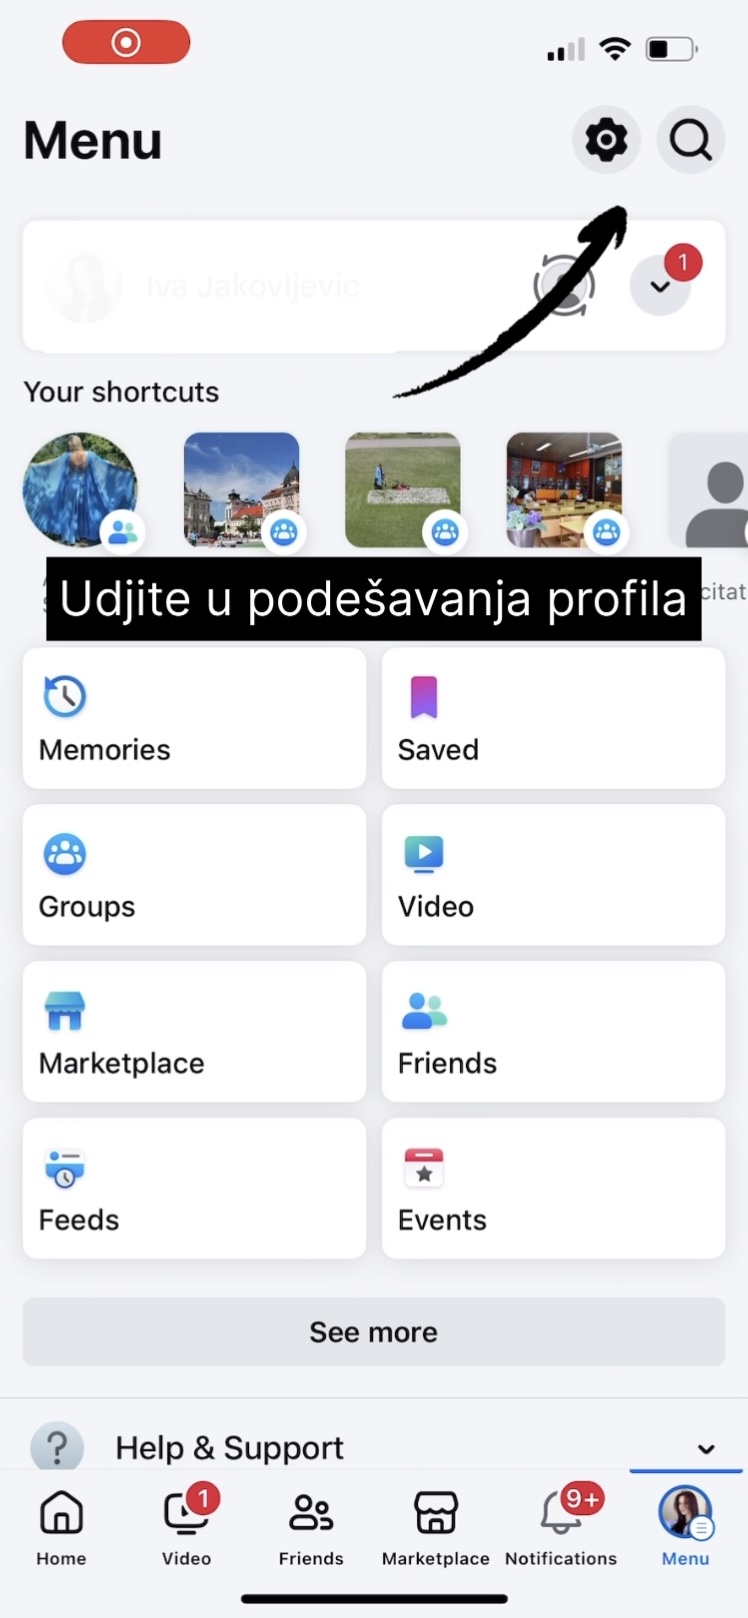 Menu
Iva Jakovljevic
1
Your shortcuts
citat
Udjite u podešavanja profila
Memories
Saved
Groups
Video
Marketplace
Friends
Feeds
Events
See more
? Help & Support
1
9+
Home Video Friends Marketplace Notifications Menu